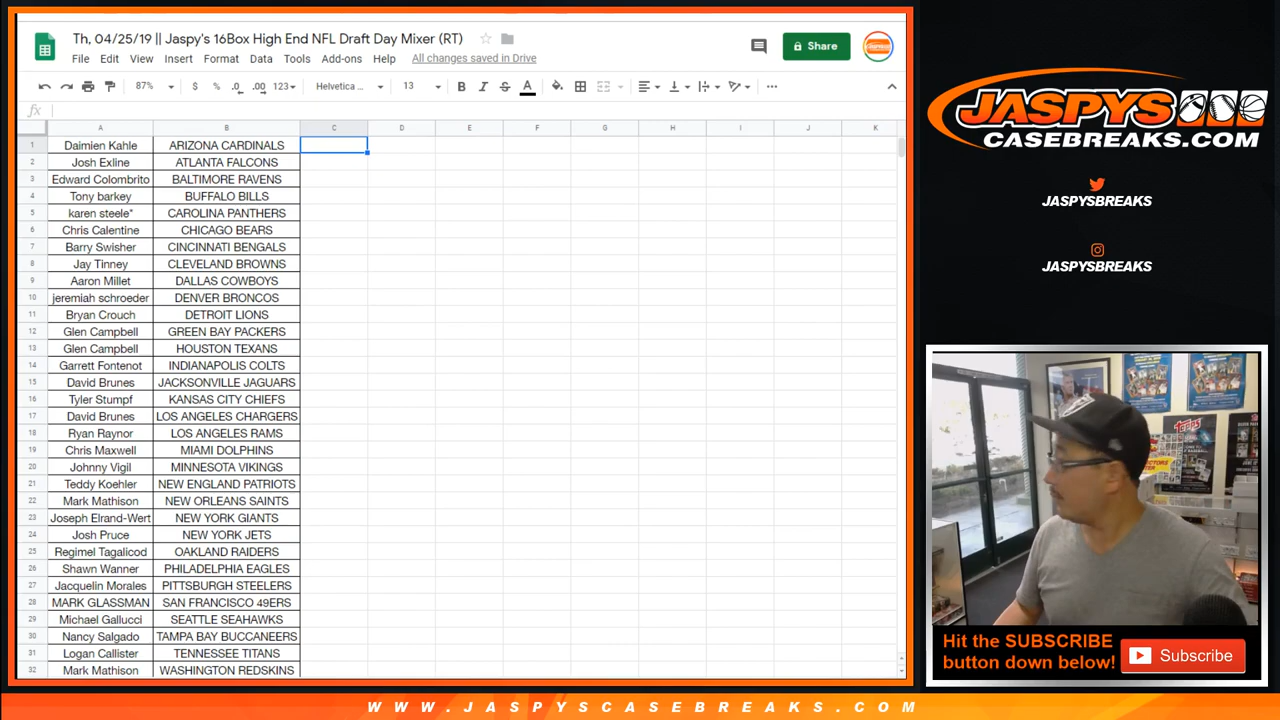 Th, 04/25/19 || Jaspy's 16Box High End NFL Draft Day Mixer (RT)
Share
File Edit View Insert Format Data Tools Add-ons Help All changes saved in Drive
87% $ % .0 .00 123 Helvetica ... 13 B I S A
fx
A B C D E F G H I J K
1 Daimien Kahle ARIZONA CARDINALS
2 Josh Exline ATLANTA FALCONS
3 Edward Colombrito BALTIMORE RAVENS
4 Tony barkey BUFFALO BILLS
5 karen steele* CAROLINA PANTHERS
6 Chris Calentine CHICAGO BEARS
7 Barry Swisher CINCINNATI BENGALS
8 Jay Tinney CLEVELAND BROWNS
9 Aaron Millet DALLAS COWBOYS
10 jeremiah schroeder DENVER BRONCOS
11 Bryan Crouch DETROIT LIONS
12 Glen Campbell GREEN BAY PACKERS
13 Glen Campbell HOUSTON TEXANS
14 Garrett Fontenot INDIANAPOLIS COLTS
15 David Brunes JACKSONVILLE JAGUARS
16 Tyler Stumpf KANSAS CITY CHIEFS
17 David Brunes LOS ANGELES CHARGERS
18 Ryan Raynor LOS ANGELES RAMS
19 Chris Maxwell MIAMI DOLPHINS
20 Johnny Vigil MINNESOTA VIKINGS
21 Teddy Koehler NEW ENGLAND PATRIOTS
22 Mark Mathison NEW ORLEANS SAINTS
23 Joseph Elrand-Wert NEW YORK GIANTS
24 Josh Pruce NEW YORK JETS
25 Regimel Tagalicod OAKLAND RAIDERS
26 Shawn Wanner PHILADELPHIA EAGLES
27 Jacquelin Morales PITTSBURGH STEELERS
28 MARK GLASSMAN SAN FRANCISCO 49ERS
29 Michael Gallucci SEATTLE SEAHAWKS
30 Nancy Salgado TAMPA BAY BUCCANEERS
31 Logan Callister TENNESSEE TITANS
32 Mark Mathison WASHINGTON REDSKINS
JASPYS
CASEBREAKS.COM
JASPYSBREAKS
JASPYSBREAKS
Topps
Hit the SUBSCRIBE
button down below!
Subscribe
WWW.JASPYSCASEBREAKS.COM